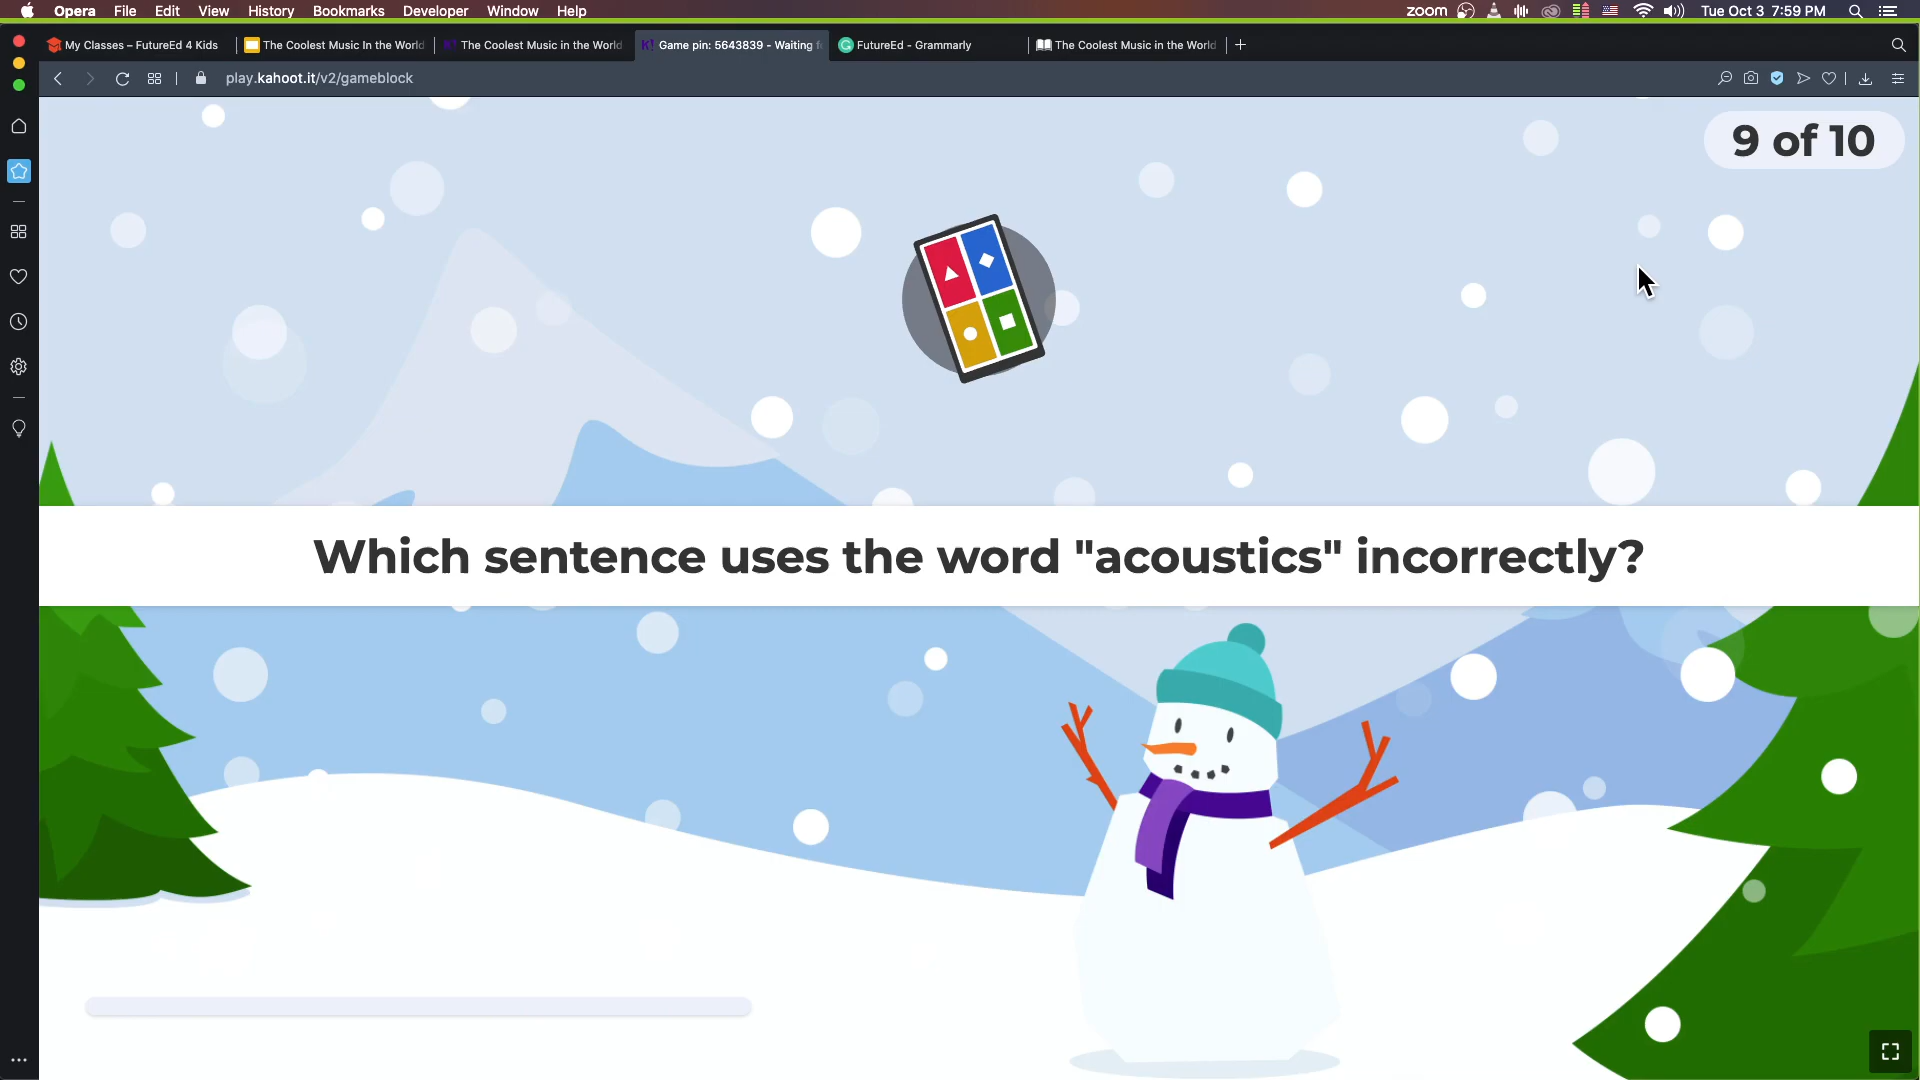 Opera File Edit View History Bookmarks Developer Window Help
zoom Tue Oct 3 7:59 PM
My Classes – FutureEd 4 Kids
The Coolest Music In the World
K! The Coolest Music in the World
K! Game pin: 5643839 - Waiting f
FutureEd - Grammarly
The Coolest Music in the World
play.kahoot.it/v2/gameblock
9 of 10
Which sentence uses the word "acoustics" incorrectly?